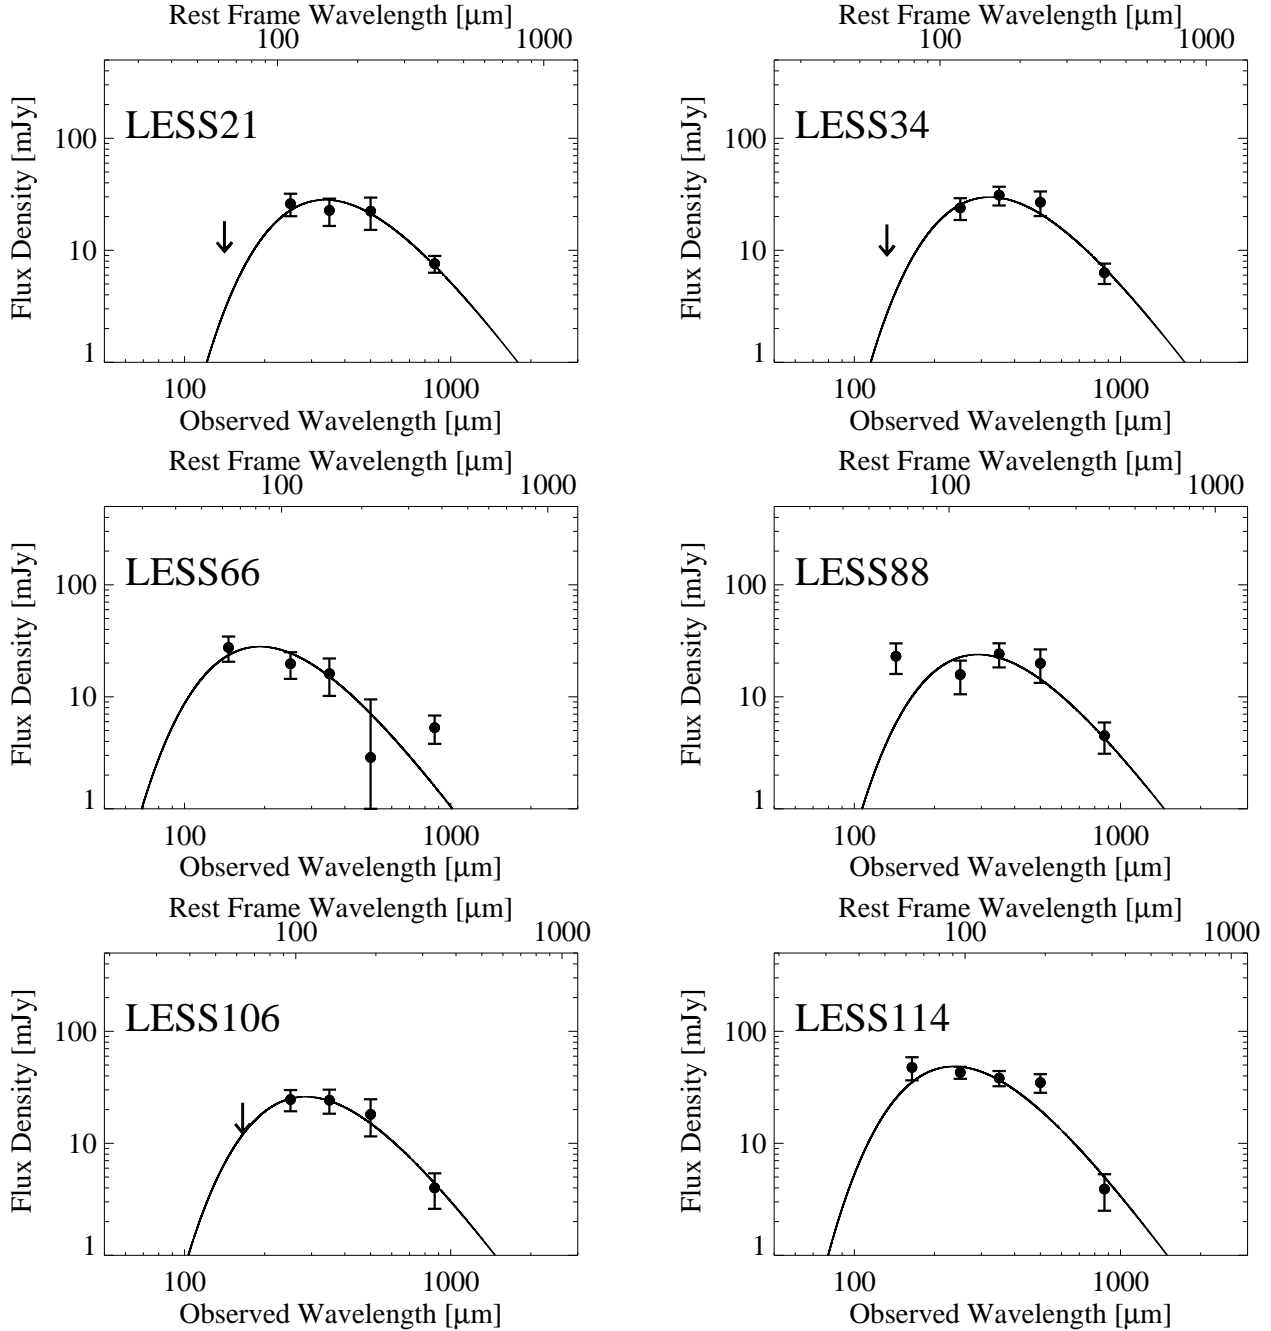 Rest Frame Wavelength [μm]
100 1000
LESS21
Flux Density [mJy]
100
10
1
100 1000
Observed Wavelength [μm]
Rest Frame Wavelength [μm]
100 1000
LESS34
Flux Density [mJy]
100
10
1
100 1000
Observed Wavelength [μm]
Rest Frame Wavelength [μm]
100 1000
LESS66
Flux Density [mJy]
100
10
1
100 1000
Observed Wavelength [μm]
Rest Frame Wavelength [μm]
100 1000
LESS88
Flux Density [mJy]
100
10
1
100 1000
Observed Wavelength [μm]
Rest Frame Wavelength [μm]
100 1000
LESS106
Flux Density [mJy]
100
10
1
100 1000
Observed Wavelength [μm]
Rest Frame Wavelength [μm]
100 1000
LESS114
Flux Density [mJy]
100
10
1
100 1000
Observed Wavelength [μm]